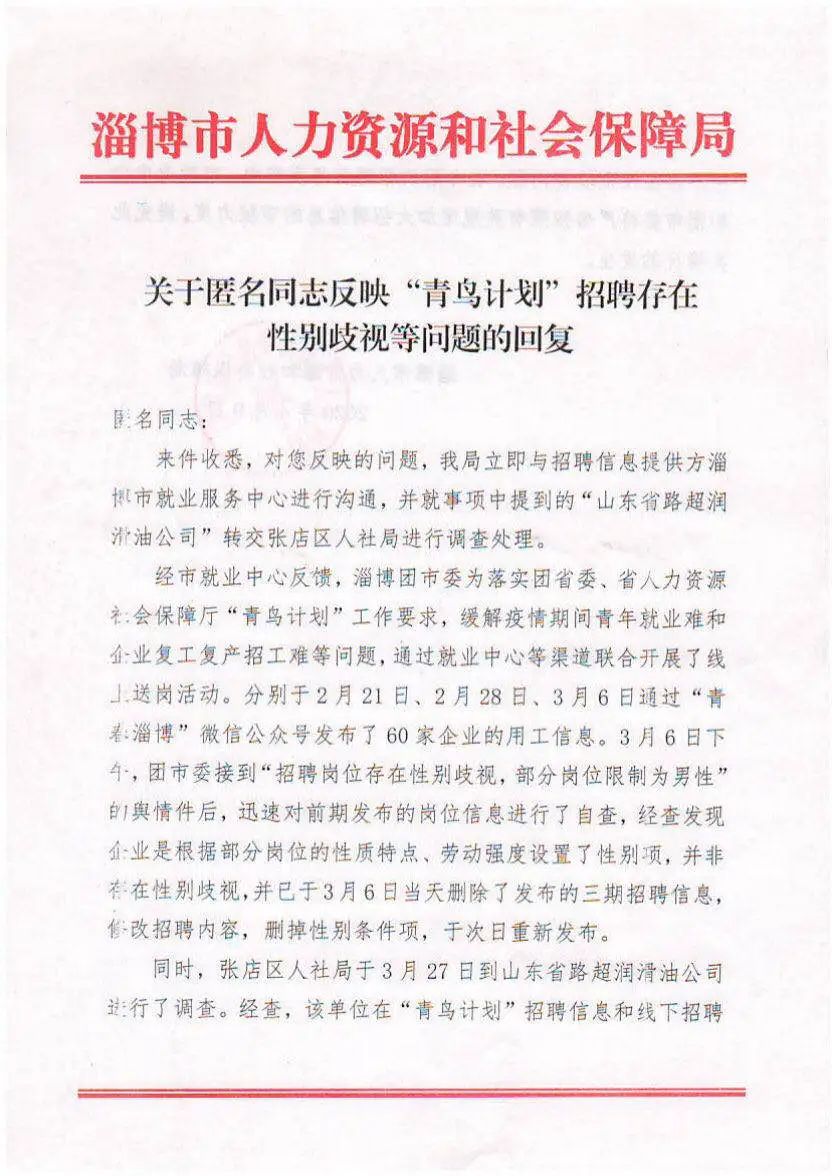 淄博市人力资源和社会保障局
关于匿名同志反映“青鸟计划”招聘存在
性别歧视等问题的回复
匿名同志：
来件收悉，对您反映的问题，我局立即与招聘信息提供方淄
博市就业服务中心进行沟通，并就事项中提到的“山东省路超润
滑油公司”转交张店区人社局进行调查处理。
经市就业中心反馈，淄博团市委为落实团省委、省人力资源
社会保障厅“青鸟计划”工作要求，缓解疫情期间青年就业难和
企业复工复产招工难等问题，通过就业中心等渠道联合开展了线
上送岗活动。分别于2月21日、2月28日、3月6日通过“青
春淄博”微信公众号发布了60家企业的用工信息。3月6日下
午，团市委接到“招聘岗位存在性别歧视，部分岗位限制为男性”
的舆情件后，迅速对前期发布的岗位信息进行了自查，经查发现
企业是根据部分岗位的性质特点、劳动强度设置了性别项，并非
存在性别歧视，并已于3月6日当天删除了发布的三期招聘信息，
修改招聘内容，删掉性别条件项，于次日重新发布。
同时，张店区人社局于3月27日到山东省路超润滑油公司
进行了调查。经查，该单位在“青鸟计划”招聘信息和线下招聘